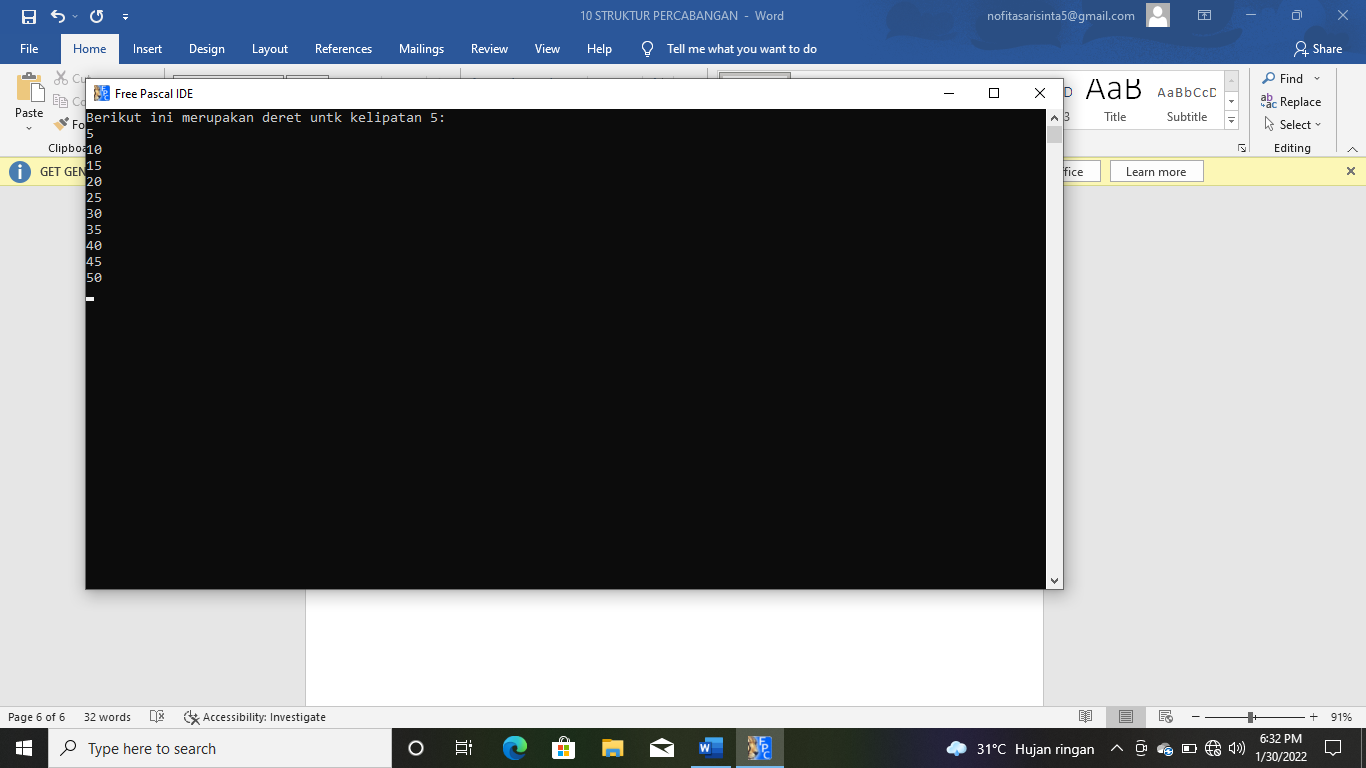 10 STRUKTUR PERCABANGAN - Word
nofitasarisinta5@gmail.com
File Home Insert Design Layout References Mailings Review View Help Tell me what you want to do Share
Paste
Clipboa
Free Pascal IDE
Berikut ini merupakan deret untk kelipatan 5:
5
10
15
20
25
30
35
40
45
50
AaB
AaBbCcD
Title
Subtitle
Find
Replace
Select
Editing
GET GEN
ffice
Learn more
Page 6 of 6 32 words Accessibility: Investigate 91%
Type here to search
31°C Hujan ringan
6:32 PM
1/30/2022